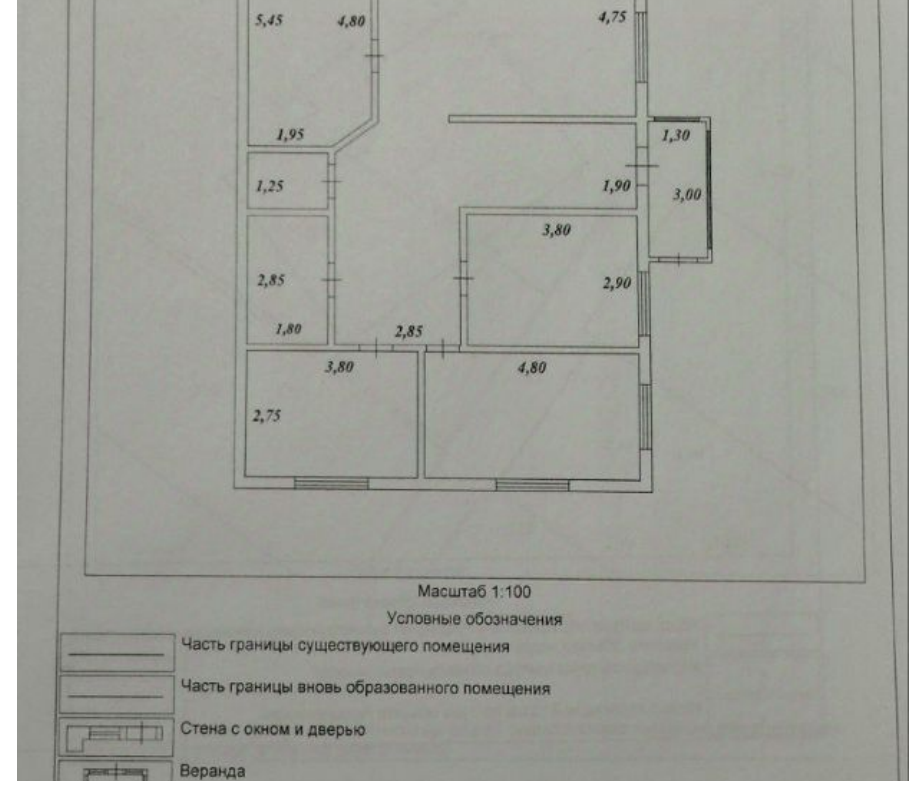 5,45 4,80 4,75
1,95 1,30
1,25 1,90 3,00
3,80
2,85 2,90
1,80 2,85
3,80 4,80
2,75
Масштаб 1:100
Условные обозначения
Часть границы существующего помещения
Часть границы вновь образованного помещения
Стена с окном и дверью
Веранда